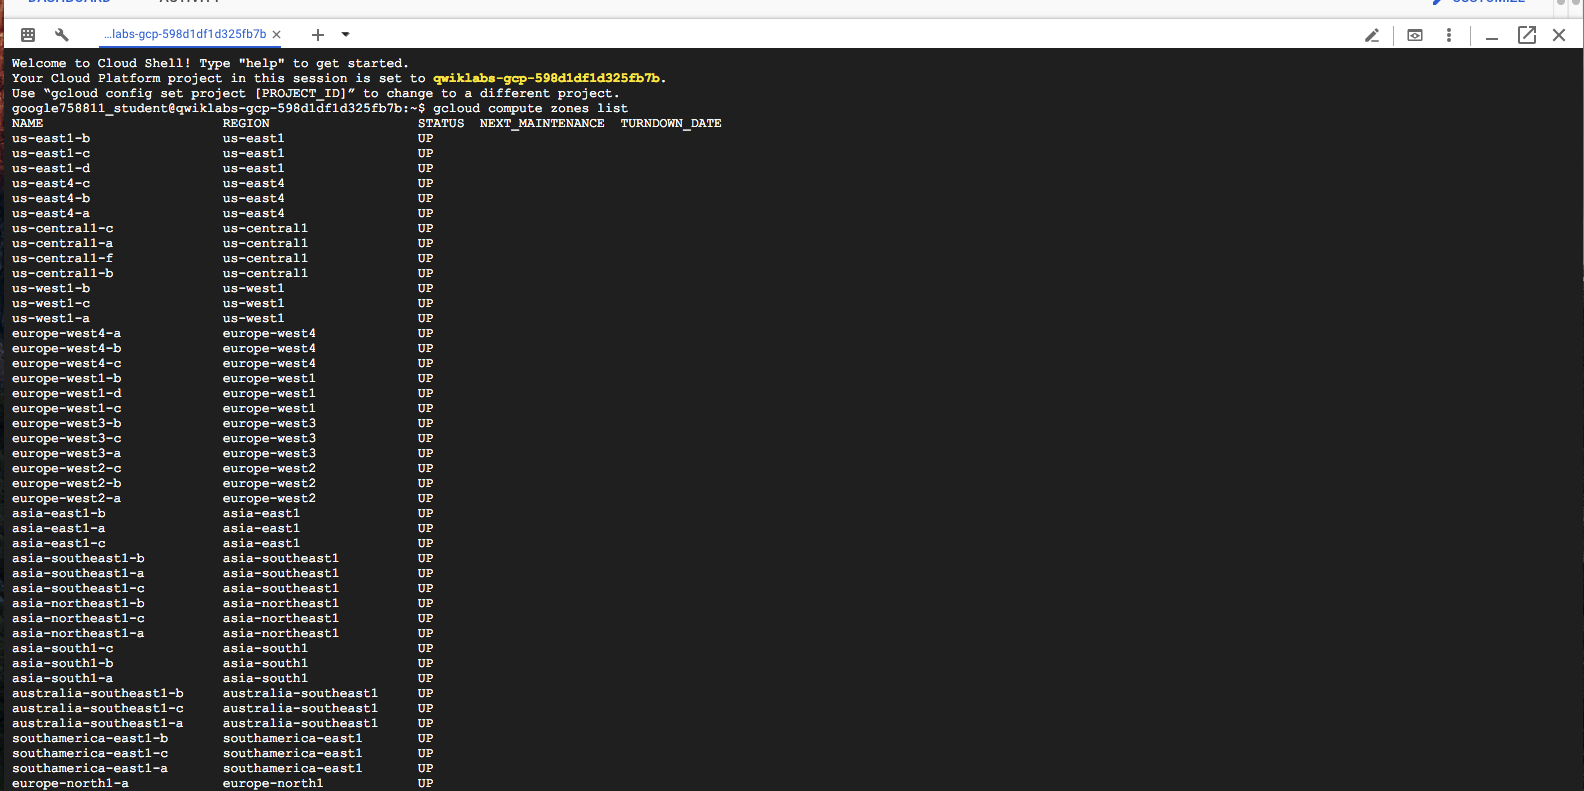 DASHBOARD ACTIVITY CUSTOMIZE
...labs-gcp-598d1df1d325fb7b
Welcome to Cloud Shell! Type "help" to get started.
Your Cloud Platform project in this session is set to qwiklabs-gcp-598d1df1d325fb7b.
Use “gcloud config set project [PROJECT_ID]” to change to a different project.
google758811_student@qwiklabs-gcp-598d1df1d325fb7b:~$ gcloud compute zones list
NAME REGION STATUS NEXT_MAINTENANCE TURNDOWN_DATE
us-east1-b us-east1 UP
us-east1-c us-east1 UP
us-east1-d us-east1 UP
us-east4-c us-east4 UP
us-east4-b us-east4 UP
us-east4-a us-east4 UP
us-central1-c us-central1 UP
us-central1-a us-central1 UP
us-central1-f us-central1 UP
us-central1-b us-central1 UP
us-west1-b us-west1 UP
us-west1-c us-west1 UP
us-west1-a us-west1 UP
europe-west4-a europe-west4 UP
europe-west4-b europe-west4 UP
europe-west4-c europe-west4 UP
europe-west1-b europe-west1 UP
europe-west1-d europe-west1 UP
europe-west1-c europe-west1 UP
europe-west3-b europe-west3 UP
europe-west3-c europe-west3 UP
europe-west3-a europe-west3 UP
europe-west2-c europe-west2 UP
europe-west2-b europe-west2 UP
europe-west2-a europe-west2 UP
asia-east1-b asia-east1 UP
asia-east1-a asia-east1 UP
asia-east1-c asia-east1 UP
asia-southeast1-b asia-southeast1 UP
asia-southeast1-a asia-southeast1 UP
asia-southeast1-c asia-southeast1 UP
asia-northeast1-b asia-northeast1 UP
asia-northeast1-c asia-northeast1 UP
asia-northeast1-a asia-northeast1 UP
asia-south1-c asia-south1 UP
asia-south1-b asia-south1 UP
asia-south1-a asia-south1 UP
australia-southeast1-b australia-southeast1 UP
australia-southeast1-c australia-southeast1 UP
australia-southeast1-a australia-southeast1 UP
southamerica-east1-b southamerica-east1 UP
southamerica-east1-c southamerica-east1 UP
southamerica-east1-a southamerica-east1 UP
europe-north1-a europe-north1 UP